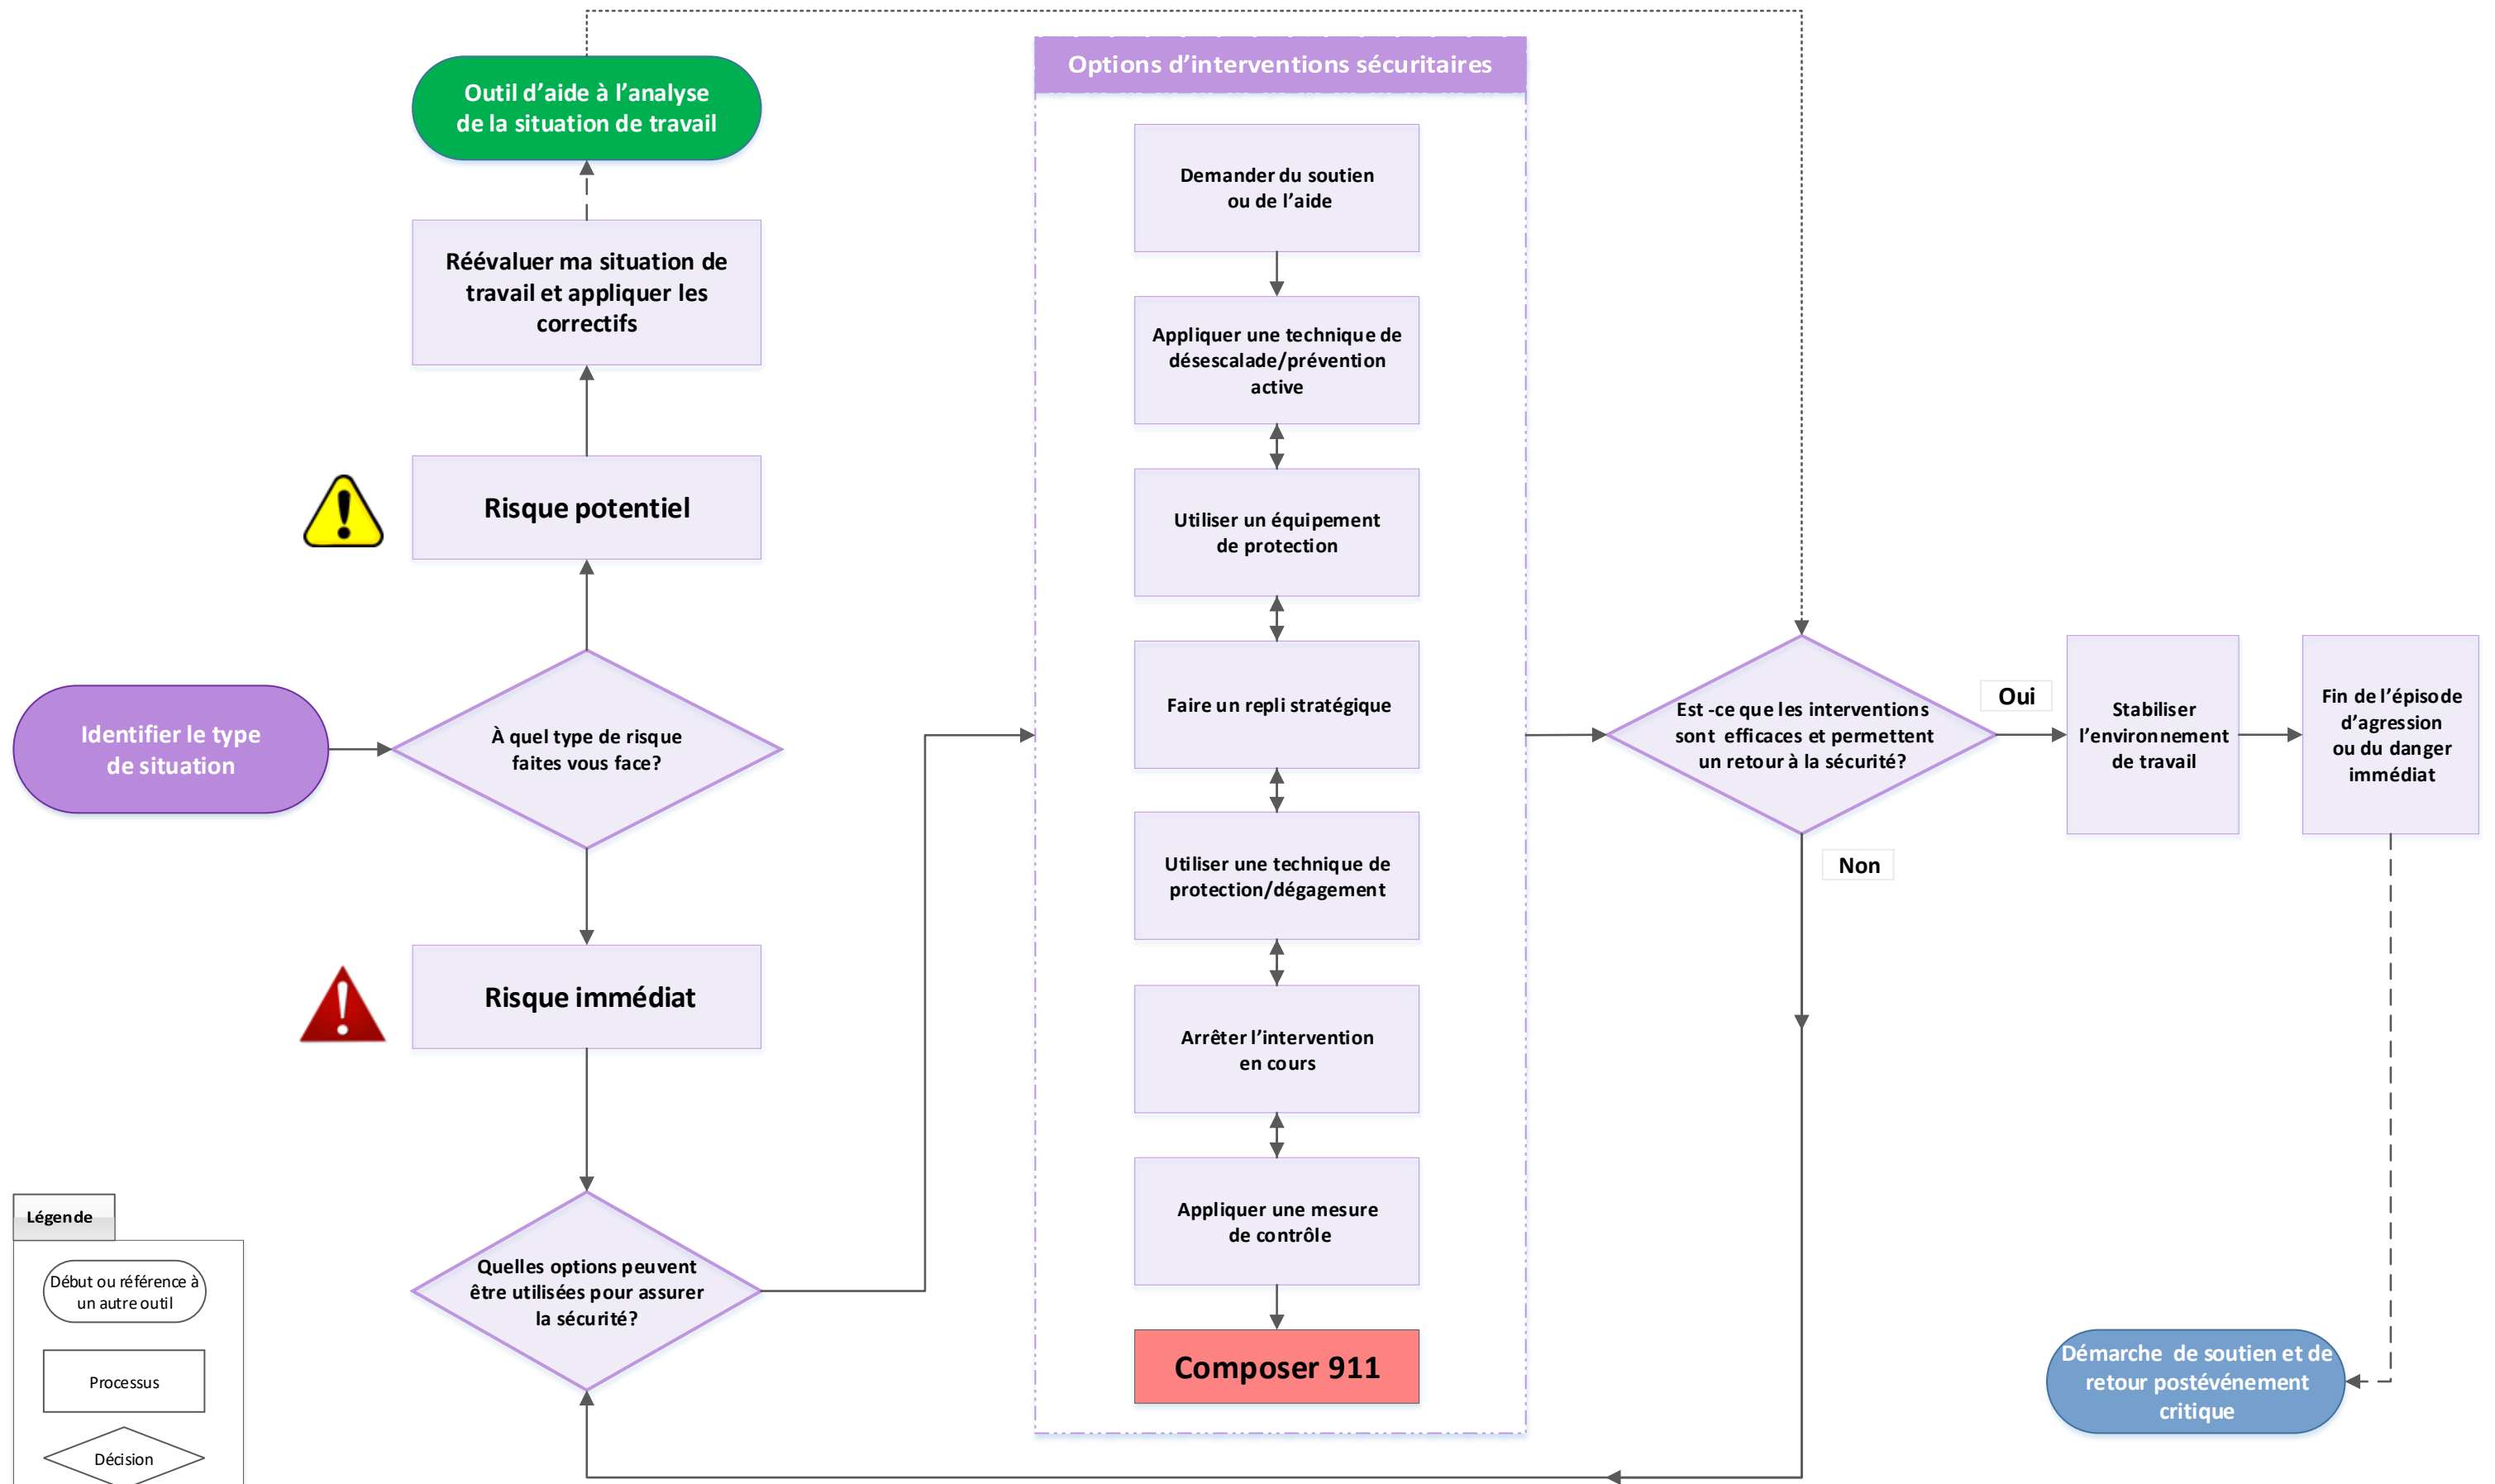 Outil d’aide à l’analyse
de la situation de travail
Réévaluer ma situation de
travail et appliquer les
correctifs
Risque potentiel
Identifier le type
de situation
À quel type de risque
faites vous face?
Risque immédiat
Quelles options peuvent
être utilisées pour assurer
la sécurité?
Options d’interventions sécuritaires
Demander du soutien
ou de l’aide
Appliquer une technique de
désescalade/prévention
active
Utiliser un équipement
de protection
Faire un repli stratégique
Utiliser une technique de
protection/dégagement
Arrêter l’intervention
en cours
Appliquer une mesure
de contrôle
Composer 911
Est -ce que les interventions
sont efficaces et permettent
un retour à la sécurité?
Oui
Non
Stabiliser
l’environnement
de travail
Fin de l’épisode
d’agression
ou du danger
immédiat
Démarche de soutien et de
retour postévénement
critique
Légende
Début ou référence à
un autre outil
Processus
Décision